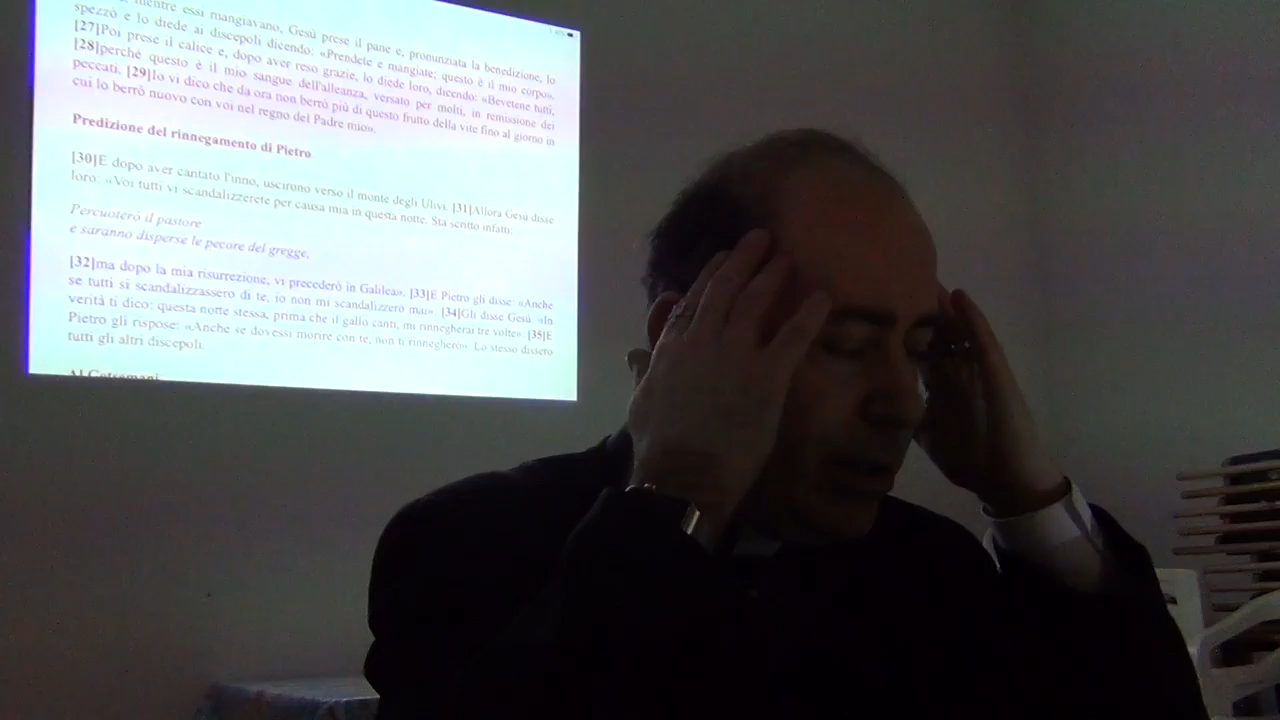 mentre essi mangiavano, Gesù prese il pane e, pronunziata la benedizione, lo
spezzò e lo diede ai discepoli dicendo: «Prendete e mangiate; questo è il mio corpo».
[27]Poi prese il calice e, dopo aver reso grazie, lo diede loro, dicendo: «Bevetene tutti,
[28]perché questo è il mio sangue dell'alleanza, versato per molti, in remissione dei
peccati. [29]Io vi dico che da ora non berrò più di questo frutto della vite fino al giorno in
cui lo berrò nuovo con voi nel regno del Padre mio».
Predizione del rinnegamento di Pietro
[30]E dopo aver cantato l'inno, uscirono verso il monte degli Ulivi. [31]Allora Gesù disse
loro: «Voi tutti vi scandalizzerete per causa mia in questa notte. Sta scritto infatti:
Percuoterò il pastore
e saranno disperse le pecore del gregge,
[32]ma dopo la mia risurrezione, vi precederò in Galilea». [33]E Pietro gli disse: «Anche
se tutti si scandalizzassero di te, io non mi scandalizzerò mai». [34]Gli disse Gesù: «In
verità ti dico: questa notte stessa, prima che il gallo canti, mi rinnegherai tre volte». [35]E
Pietro gli rispose: «Anche se dovessi morire con te, non ti rinnegherò». Lo stesso dissero
tutti gli altri discepoli.
Al Getsemani